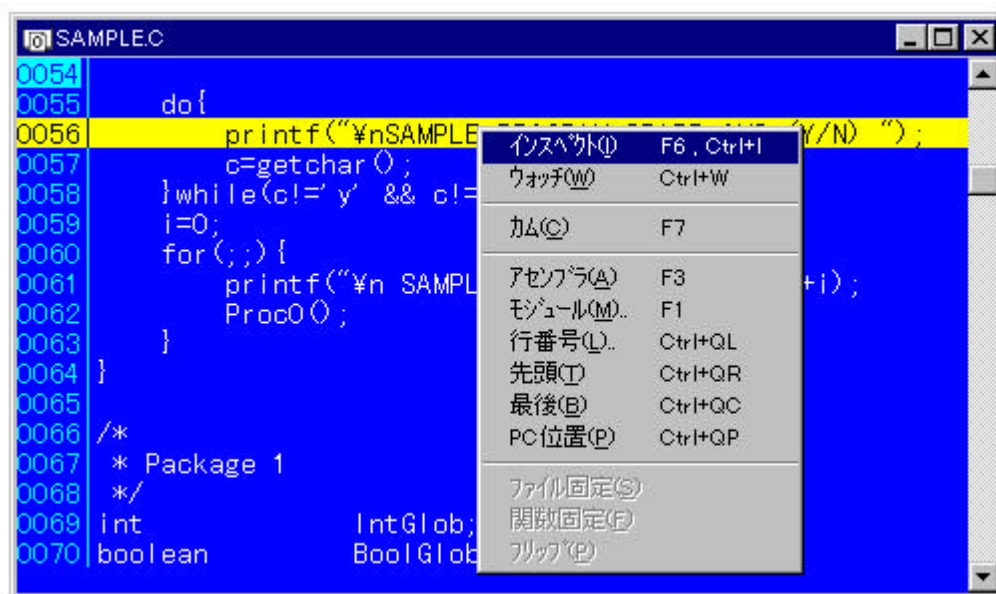 SAMPLE.C
0054
0055 do{
0056 printf("¥nSAMPLE (Y/N) ");
0057 c=getchar();
0058 }while(c!='y' && c!=
0059 i=0;
0060 for(;;){
0061 printf("¥n SAMPL +i);
0062 Proc0();
0063 }
0064 }
0065
0066 /*
0067 * Package 1
0068 */
0069 int IntGlob;
0070 boolean BoolGlob
インスペクト(I) F6 , Ctrl+I
ウォッチ(W) Ctrl+W
カム(C) F7
アセンブラ(A) F3
モジュール(M).. F1
行番号(L).. Ctrl+QL
先頭(T) Ctrl+QR
最後(B) Ctrl+QC
PC位置(P) Ctrl+QP
ファイル固定(S)
関数固定(F)
フリップ(P)